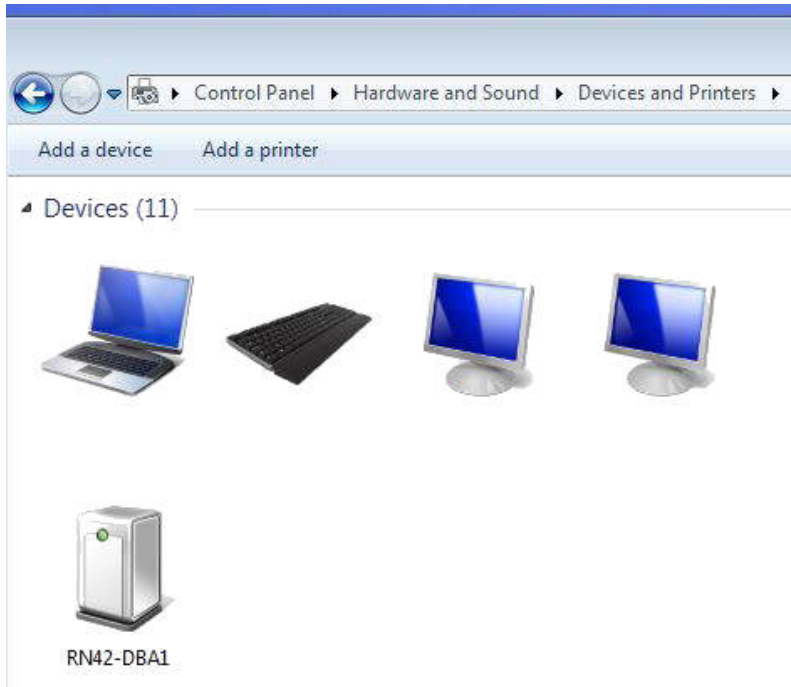 Control Panel Hardware and Sound Devices and Printers
Add a device Add a printer
Devices (11)
RN42-DBA1